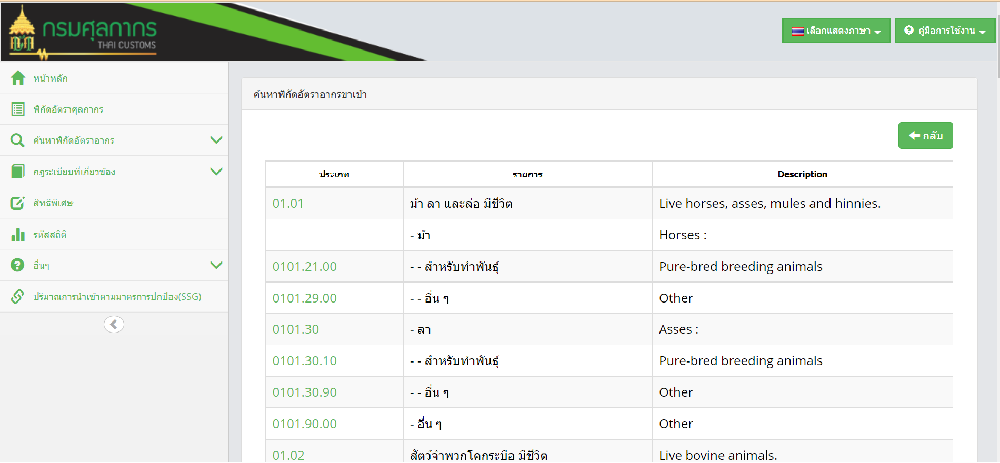 กรมศุลกากร
THAI CUSTOMS
เลือกแสดงภาษา
คู่มือการใช้งาน
หน้าหลัก
พิกัดอัตราศุลกากร
ค้นหาพิกัดอัตราอากร
กฎระเบียบที่เกี่ยวข้อง
สิทธิพิเศษ
รหัสสถิติ
อื่นๆ
ปริมาณการนำเข้าตามมาตรการปกป้อง(SSG)
ค้นหาพิกัดอัตราอากรขาเข้า
กลับ
ประเภท รายการ Description
01.01 ม้า ลา และล่อ มีชีวิต Live horses, asses, mules and hinnies.
- ม้า Horses :
0101.21.00 - - สำหรับทำพันธุ์ Pure-bred breeding animals
0101.29.00 - - อื่น ๆ Other
0101.30 - ลา Asses :
0101.30.10 - - สำหรับทำพันธุ์ Pure-bred breeding animals
0101.30.90 - - อื่น ๆ Other
0101.90.00 - อื่น ๆ Other
01.02 สัตว์จำพวกโคกระบือ มีชีวิต Live bovine animals.